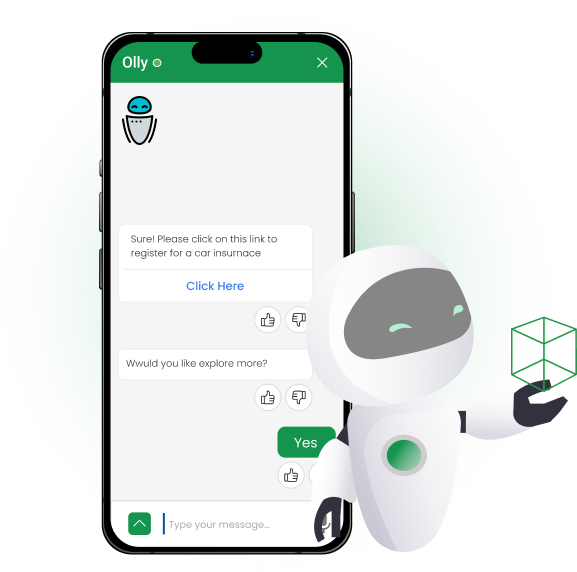 Olly
Sure! Please click on this link to
register for a car insurnace
Click Here
Wwuld you like explore more?
Yes
Type your message...